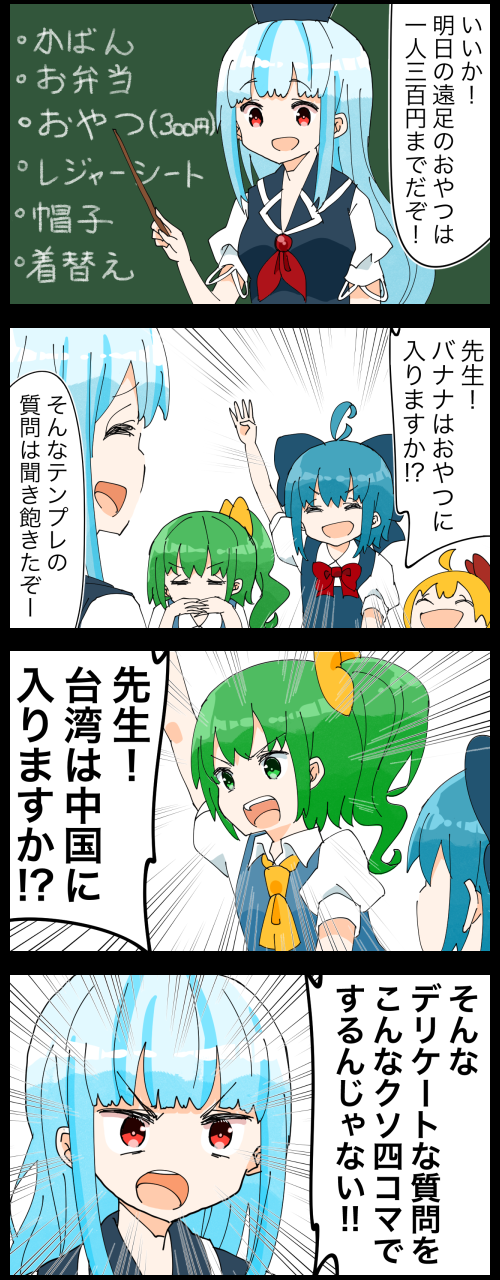 いいか！
明日の遠足のおやつは
一人三百円までだぞ！
・かばん
・お弁当
・おやつ(300円)
・レジャーシート
・帽子
・着替え
先生！
バナナはおやつに
入りますか!?
そんなテンプレの
質問は聞き飽きたぞー
先生！
台湾は中国に
入りますか!?
そんな
デリケートな質問を
こんなクソ四コマで
するんじゃない!!